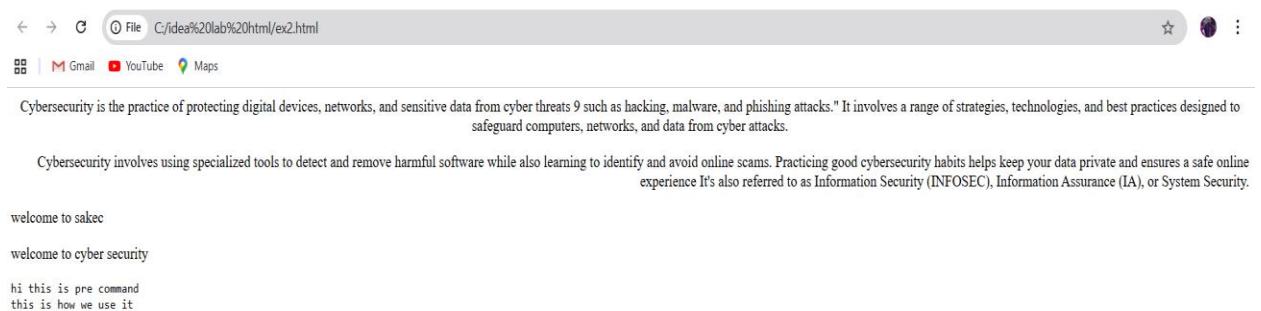 File C:/idea%20lab%20html/ex2.html
Gmail YouTube Maps
Cybersecurity is the practice of protecting digital devices, networks, and sensitive data from cyber threats 9 such as hacking, malware, and phishing attacks." It involves a range of strategies, technologies, and best practices designed to
safeguard computers, networks, and data from cyber attacks.
Cybersecurity involves using specialized tools to detect and remove harmful software while also learning to identify and avoid online scams. Practicing good cybersecurity habits helps keep your data private and ensures a safe online
experience It's also referred to as Information Security (INFOSEC), Information Assurance (IA), or System Security.
welcome to sakec
welcome to cyber security
hi this is pre command
this is how we use it